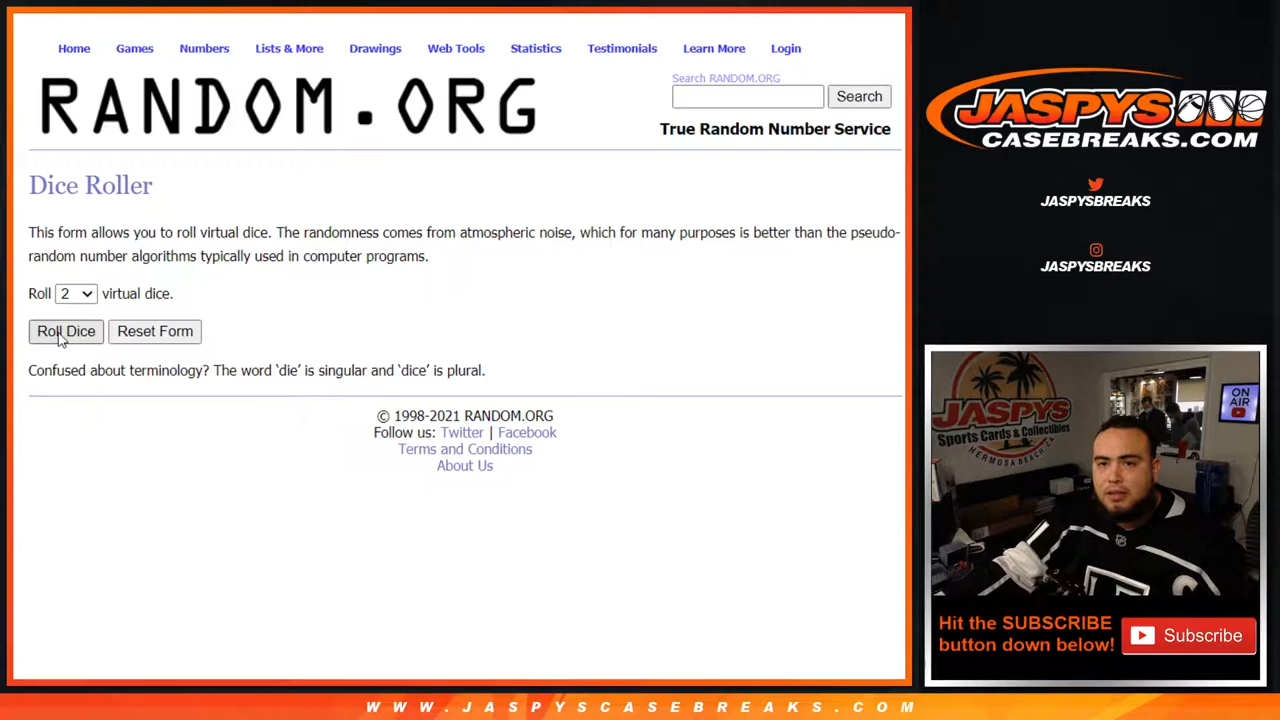 Home Games Numbers Lists & More Drawings Web Tools Statistics Testimonials Learn More Login
RANDOM.ORG
Search RANDOM.ORG
Search
True Random Number Service
Dice Roller
This form allows you to roll virtual dice. The randomness comes from atmospheric noise, which for many purposes is better than the pseudo-
random number algorithms typically used in computer programs.
Roll 2 virtual dice.
Roll Dice Reset Form
Confused about terminology? The word ‘die’ is singular and ‘dice’ is plural.
© 1998-2021 RANDOM.ORG
Follow us: Twitter | Facebook
Terms and Conditions
About Us
JASPYS
CASEBREAKS.COM
JASPYSBREAKS
JASPYSBREAKS
JASPYS
Sports Cards & Collectibles
HERMOSA BEACH CA
ON
AIR
Hit the SUBSCRIBE
button down below!
Subscribe
WWW.JASPYSCASEBREAKS.COM